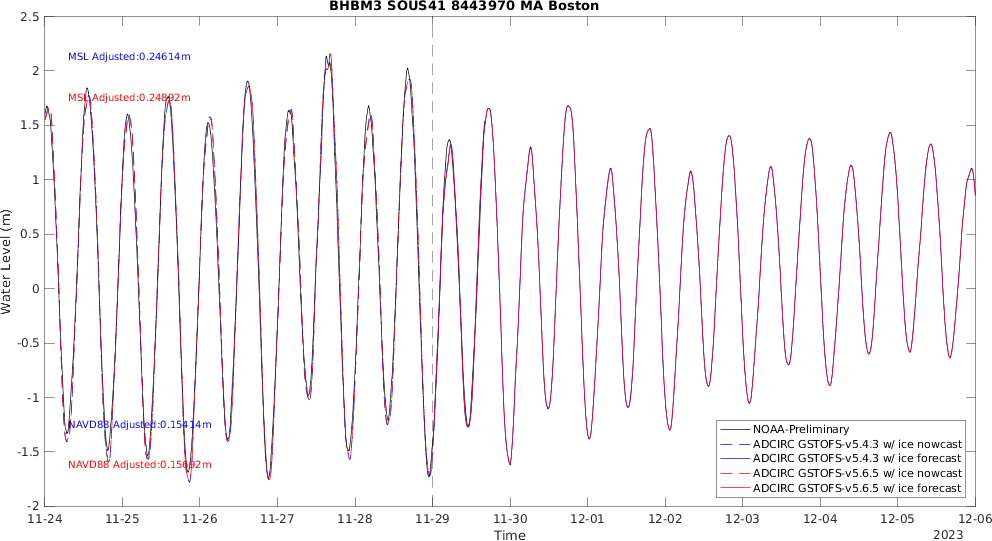 BHBM3 SOUS41 8443970 MA Boston
2.5
2
1.5
1
0.5
0
-0.5
-1
-1.5
-2
Water Level (m)
MSL Adjusted:0.24614m
MSL Adjusted:0.24892m
NAVD88 Adjusted:0.15414m
NAVD88 Adjusted:0.15692m
NOAA-Preliminary
ADCIRC GSTOFS-v5.4.3 w/ ice nowcast
ADCIRC GSTOFS-v5.4.3 w/ ice forecast
ADCIRC GSTOFS-v5.6.5 w/ ice nowcast
ADCIRC GSTOFS-v5.6.5 w/ ice forecast
11-24 11-25 11-26 11-27 11-28 11-29 11-30 12-01 12-02 12-03 12-04 12-05 12-06
Time
2023